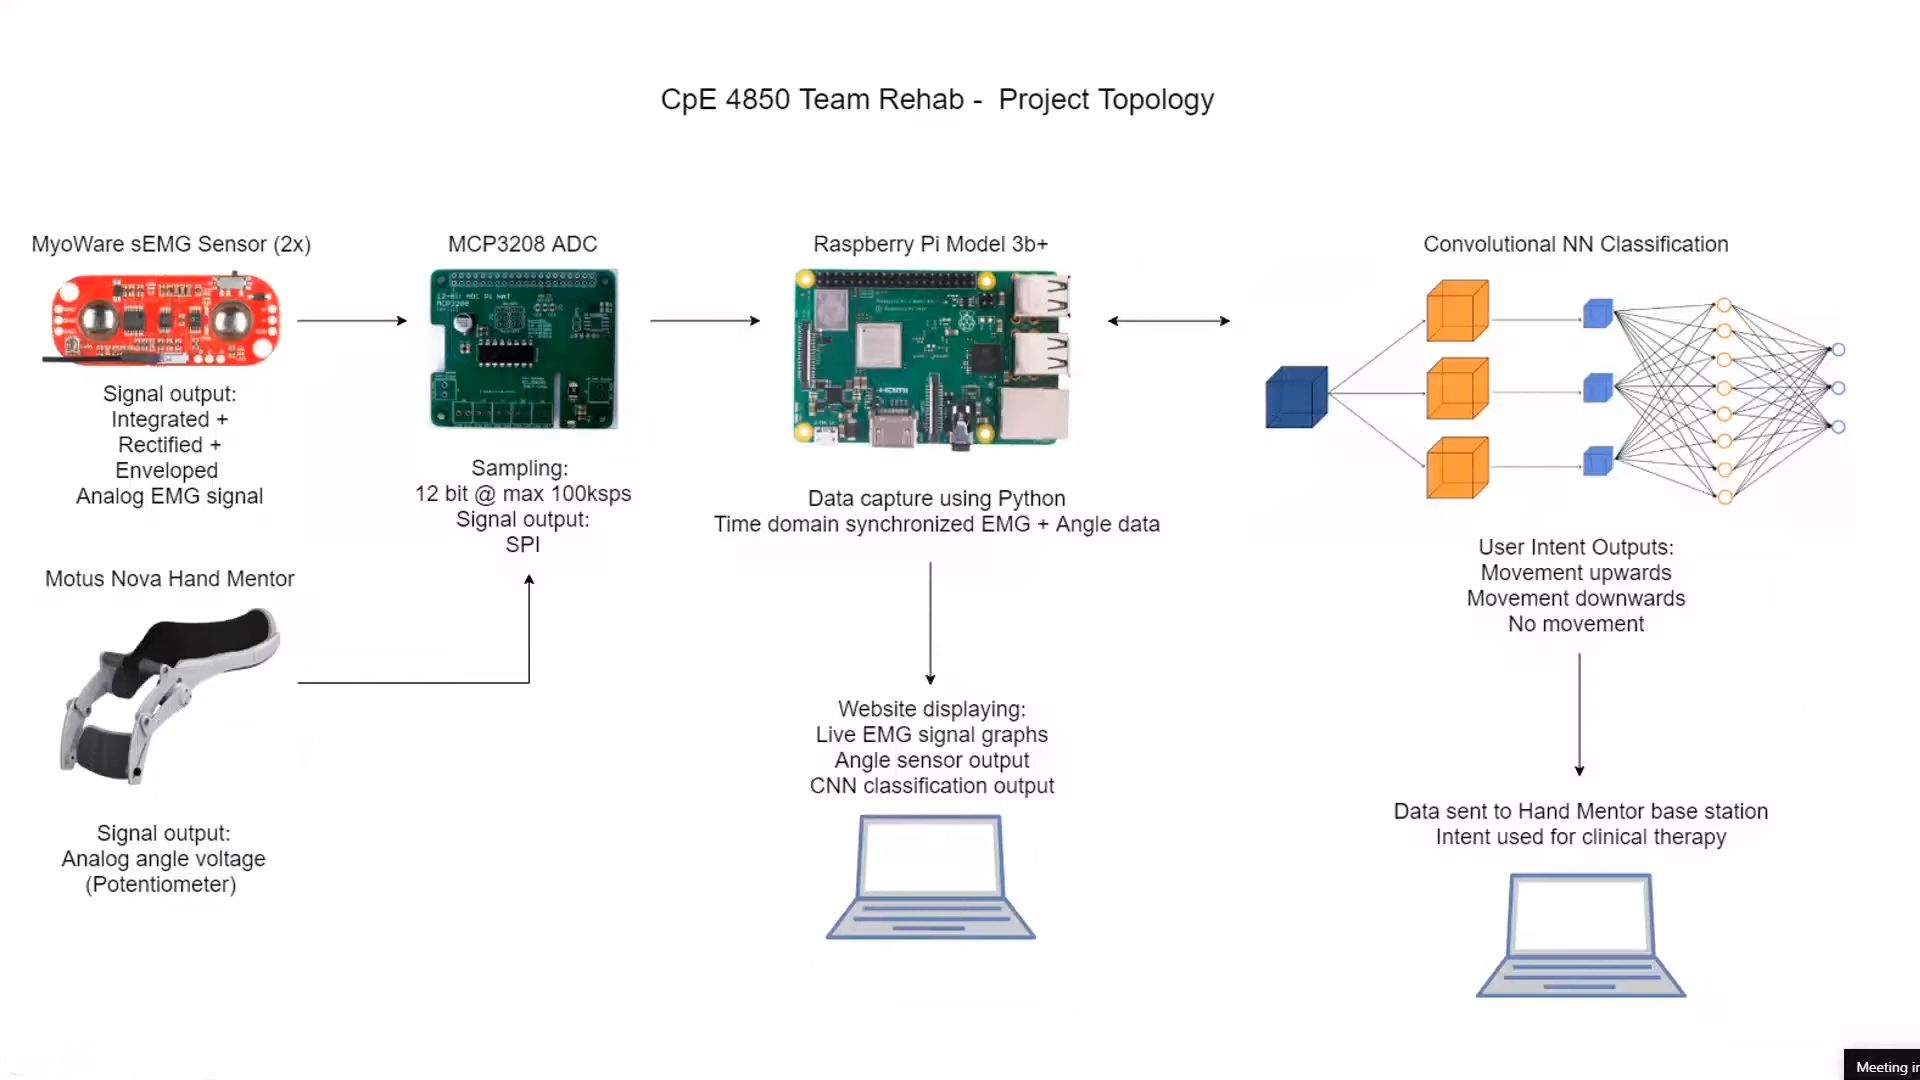 CpE 4850 Team Rehab - Project Topology
MyoWare sEMG Sensor (2x)
Signal output:
Integrated +
Rectified +
Enveloped
Analog EMG signal
Motus Nova Hand Mentor
Signal output:
Analog angle voltage
(Potentiometer)
MCP3208 ADC
Sampling:
12 bit @ max 100ksps
Signal output:
SPI
Raspberry Pi Model 3b+
HDMI
Data capture using Python
Time domain synchronized EMG + Angle data
Website displaying:
Live EMG signal graphs
Angle sensor output
CNN classification output
Convolutional NN Classification
User Intent Outputs:
Movement upwards
Movement downwards
No movement
Data sent to Hand Mentor base station
Intent used for clinical therapy
Meeting in